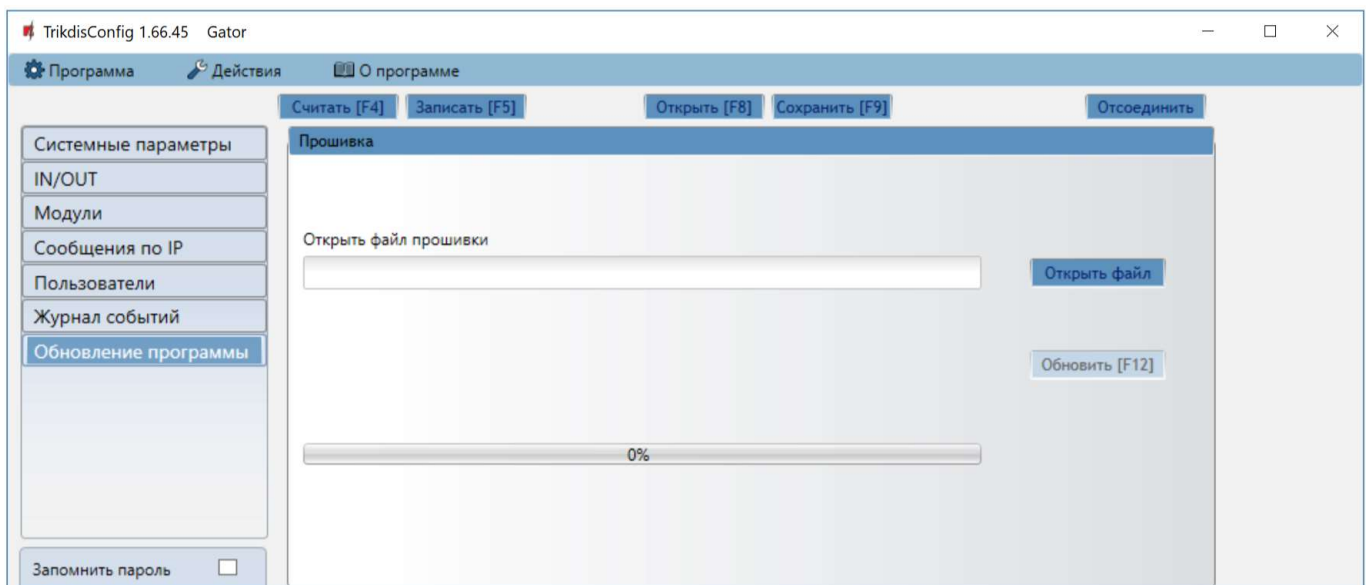 TrikdisConfig 1.66.45 Gator
Программа Действия О программе
Считать [F4] Записать [F5] Открыть [F8] Сохранить [F9] Отсоединить
Системные параметры
IN/OUT
Модули
Сообщения по IP
Пользователи
Журнал событий
Обновление программы
Прошивка
Открыть файл прошивки
Открыть файл
Обновить [F12]
0%
Запомнить пароль